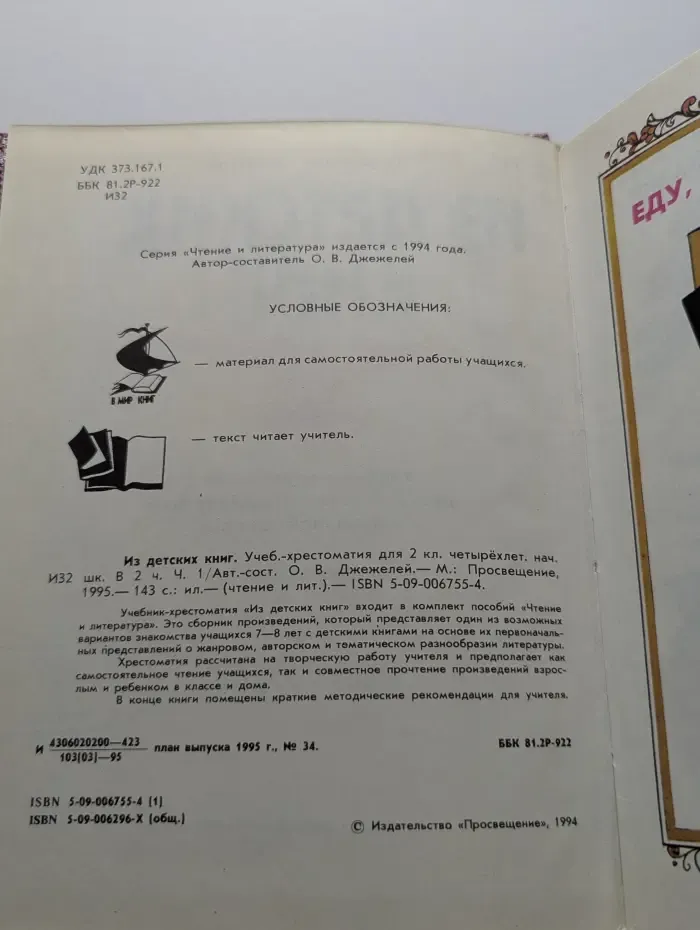 УДК 373.167.1
ББК 81.2Р-922
И32
Серия «Чтение и литература» издается с 1994 года.
Автор-составитель О. В. Джежелей
УСЛОВНЫЕ ОБОЗНАЧЕНИЯ:
— материал для самостоятельной работы учащихся.
В МИР КНИГ
— текст читает учитель.
Из детских книг. Учеб.-хрестоматия для 2 кл. четырёхлет. нач.
И32 шк. В 2 ч. Ч. 1/Авт.-сост. О. В. Джежелей.— М.: Просвещение,
1995.— 143 с.: ил.— (чтение и лит.).— ISBN 5-09-006755-4.
Учебник-хрестоматия «Из детских книг» входит в комплект пособий «Чтение
и литература». Это сборник произведений, который представляет один из возможных
вариантов знакомства учащихся 7—8 лет с детскими книгами на основе их первоначаль-
ных представлений о жанровом, авторском и тематическом разнообразии литературы.
Хрестоматия рассчитана на творческую работу учителя и предполагает как
самостоятельное чтение учащихся, так и совместное прочтение произведений взрос-
лым и ребенком в классе и дома.
В конце книги помещены краткие методические рекомендации для учителя.
И 4306020200—423
103(03)—95 план выпуска 1995 г., № 34.
ББК 81.2Р-922
ISBN 5-09-006755-4 (1)
ISBN 5-09-006296-X (общ.)
© Издательство «Просвещение», 1994
ЕДУ,